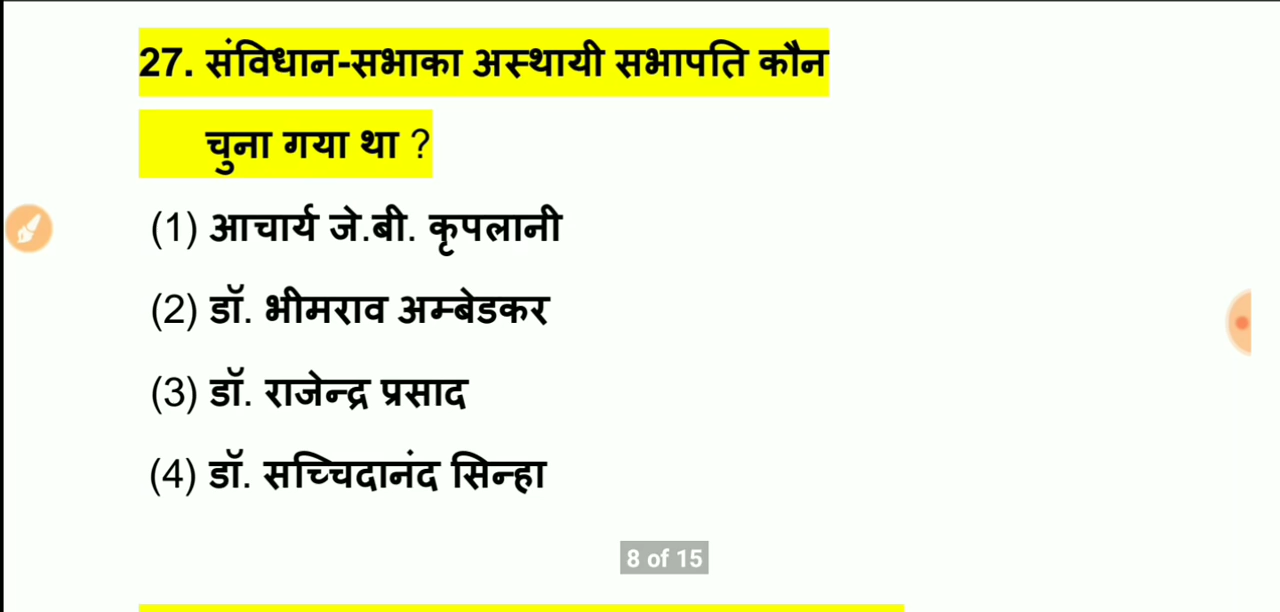 27. संविधान-सभाका अस्थायी सभापति कौन
चुना गया था ?
(1) आचार्य जे.बी. कृपलानी
(2) डॉ. भीमराव अम्बेडकर
(3) डॉ. राजेन्द्र प्रसाद
(4) डॉ. सच्चिदानंद सिन्हा
8 of 15